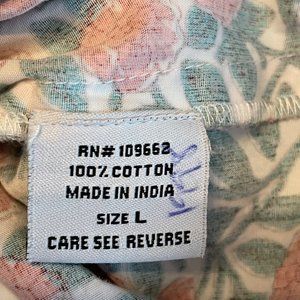 RN# 109662
100% COTTON
MADE IN INDIA
SIZE L
CARE SEE REVERSE